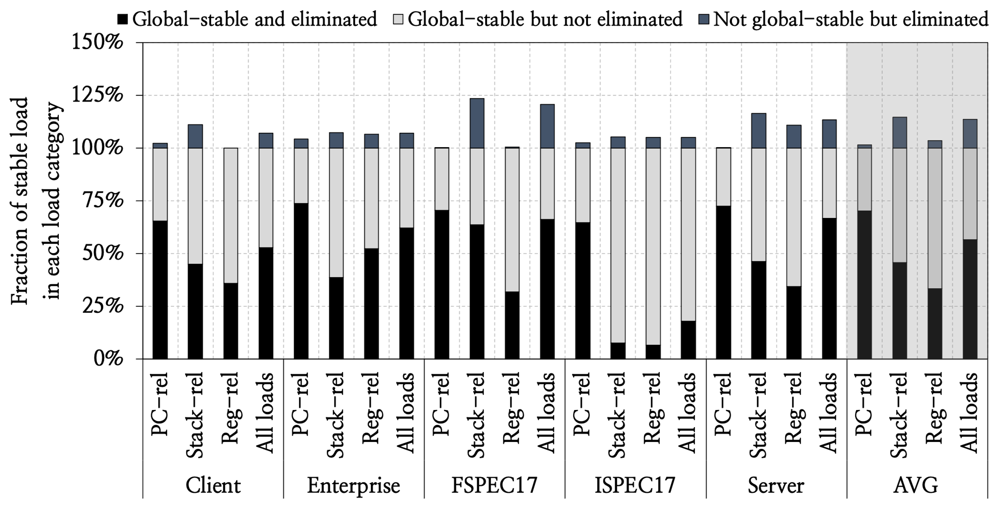 Global-stable and eliminated
Global-stable but not eliminated
Not global-stable but eliminated
Fraction of stable load
in each load category
150%
125%
100%
75%
50%
25%
0%
PC-rel
Stack-rel
Reg-rel
All loads
PC-rel
Stack-rel
Reg-rel
All loads
PC-rel
Stack-rel
Reg-rel
All loads
PC-rel
Stack-rel
Reg-rel
All loads
PC-rel
Stack-rel
Reg-rel
All loads
PC-rel
Stack-rel
Reg-rel
All loads
Client
Enterprise
FSPEC17
ISPEC17
Server
AVG